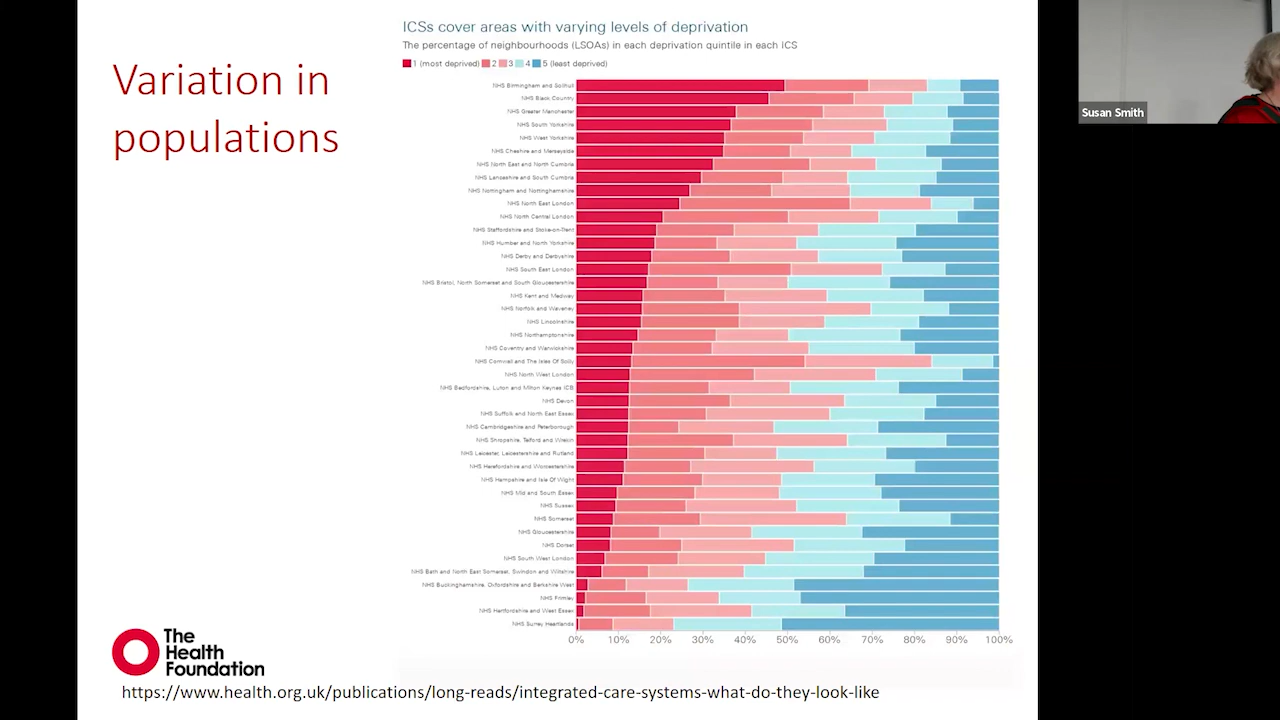 Variation in
populations
ICSs cover areas with varying levels of deprivation
The percentage of neighbourhoods (LSOAs) in each deprivation quintile in each ICS
1 (most deprived) 2 3 4 5 (least deprived)
NHS Birmingham and Solihull
NHS Black Country
NHS Greater Manchester
NHS South Yorkshire
NHS West Yorkshire
NHS Cheshire and Merseyside
NHS North East and North Cumbria
NHS Lancashire and South Cumbria
NHS Nottingham and Nottinghamshire
NHS North East London
NHS North Central London
NHS Staffordshire and Stoke-on-Trent
NHS Humber and North Yorkshire
NHS Derby and Derbyshire
NHS South East London
NHS Bristol, North Somerset and South Gloucestershire
NHS Kent and Medway
NHS Norfolk and Waveney
NHS Lincolnshire
NHS Northamptonshire
NHS Coventry and Warwickshire
NHS Cornwall and The Isles Of Scilly
NHS North West London
NHS Bedfordshire, Luton and Milton Keynes ICB
NHS Devon
NHS Suffolk and North East Essex
NHS Cambridgeshire and Peterborough
NHS Shropshire, Telford and Wrekin
NHS Leicester, Leicestershire and Rutland
NHS Herefordshire and Worcestershire
NHS Hampshire and Isle Of Wight
NHS Mid and South Essex
NHS Sussex
NHS Somerset
NHS Gloucestershire
NHS Dorset
NHS South West London
NHS Bath and North East Somerset, Swindon and Wiltshire
NHS Buckinghamshire, Oxfordshire and Berkshire West
NHS Frimley
NHS Hertfordshire and West Essex
NHS Surrey Heartlands
0% 10% 20% 30% 40% 50% 60% 70% 80% 90% 100%
The
Health
Foundation
https://www.health.org.uk/publications/long-reads/integrated-care-systems-what-do-they-look-like
Susan Smith